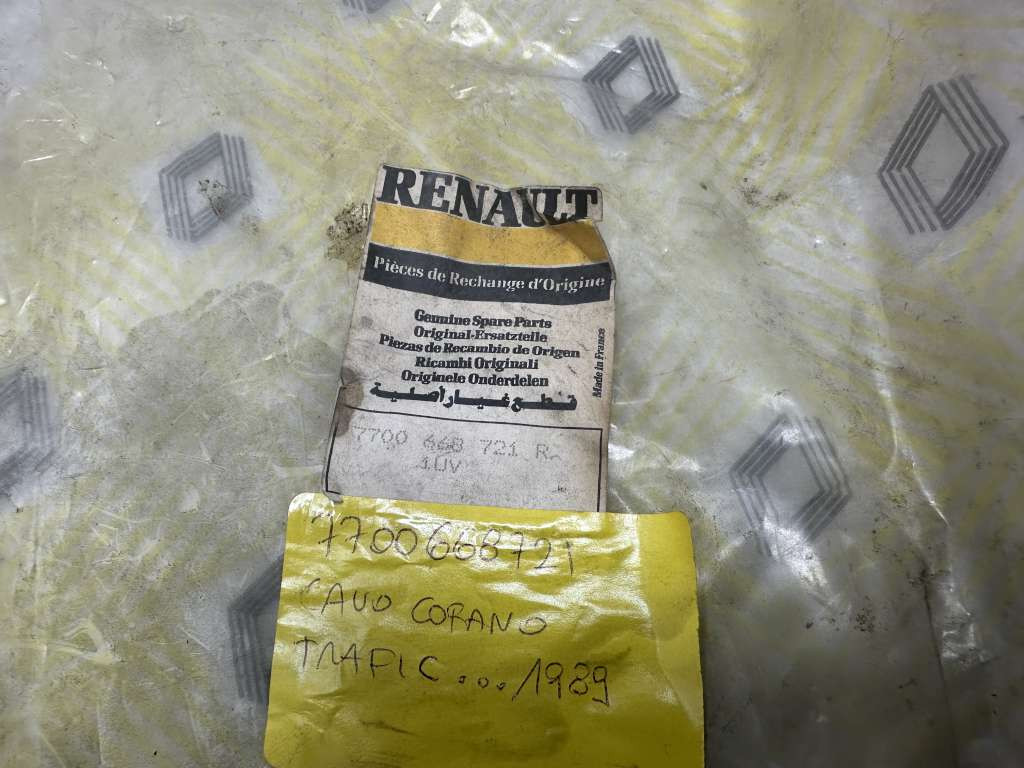 RENAULT
Pièces de Rechange d'Origine
Genuine Spare Parts
Original-Ersatzteile
Piezas de Recambio de Origen
Ricambi Originali
Originele Onderdelen
قطع غيار أصلية
Made in France
7700 668 721 R
1UV
7700668721
CAVO COFANO
TRAFIC...1989